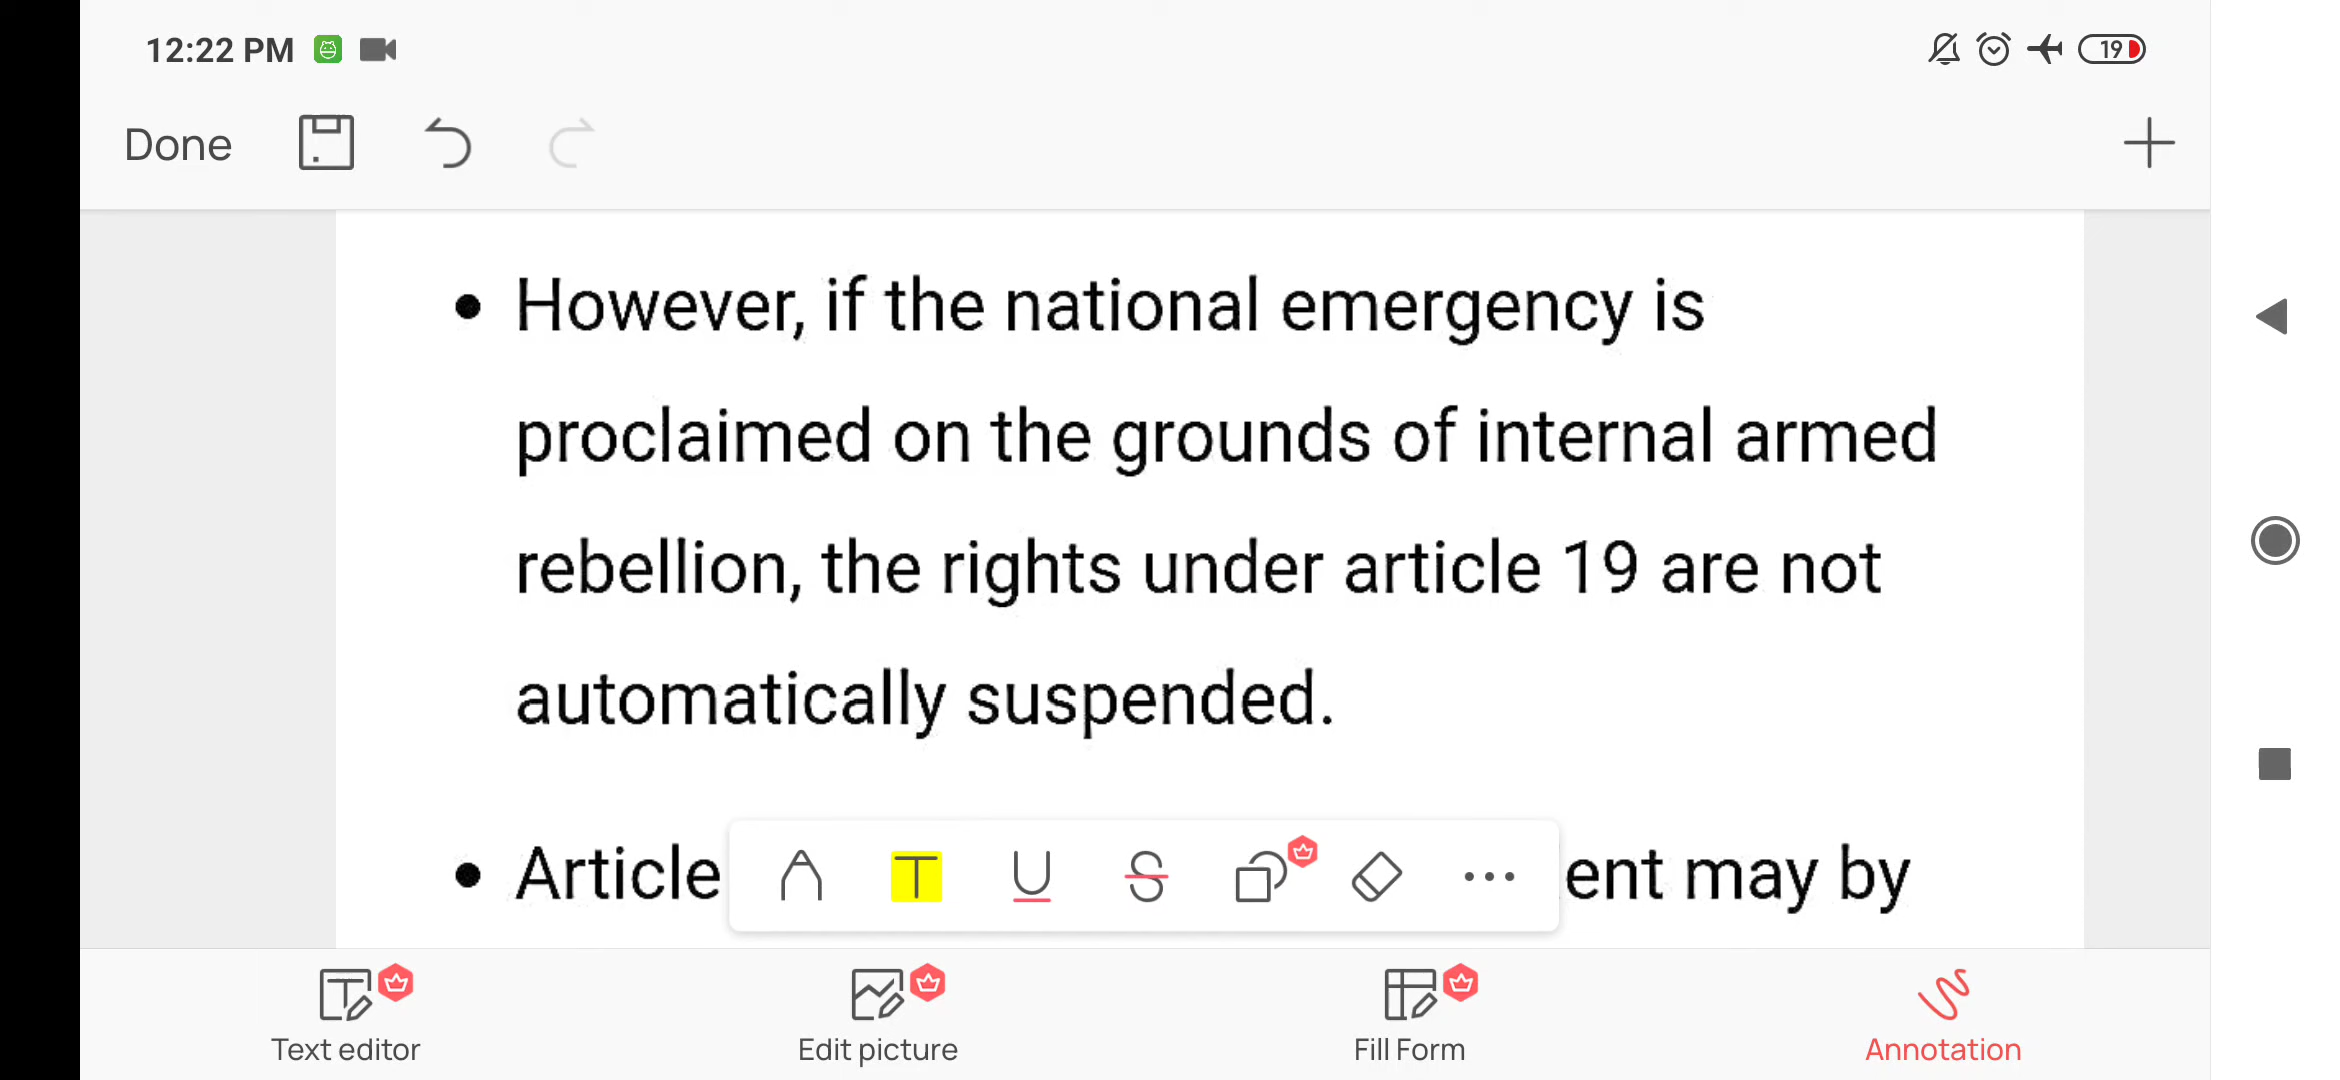 12:22 PM
19
Done
• However, if the national emergency is
proclaimed on the grounds of internal armed
rebellion, the rights under article 19 are not
automatically suspended.
• Article ent may by
T U S
Text editor
Edit picture
Fill Form
Annotation